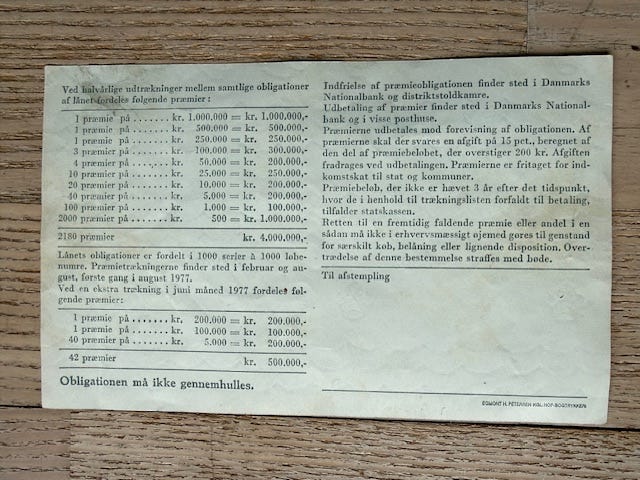 Ved halvårlige udtrækninger mellem samtlige obligationer
af lånet fordeles følgende præmier:
1 præmie på ....... kr. 1.000.000 = kr. 1.000.000,-
1 præmie på ....... kr. 500.000 = kr. 500.000,-
1 præmie på ....... kr. 250.000 = kr. 250.000,-
3 præmier på ...... kr. 100.000 = kr. 300.000,-
4 præmier på ...... kr. 50.000 = kr. 200.000,-
10 præmier på ...... kr. 25.000 = kr. 250.000,-
20 præmier på ...... kr. 10.000 = kr. 200.000,-
40 præmier på ...... kr. 5.000 = kr. 200.000,-
100 præmier på ...... kr. 1.000 = kr. 100.000,-
2000 præmier på ...... kr. 500 = kr. 1.000.000,-
2180 præmier kr. 4.000.000,-
Lånets obligationer er fordelt i 1000 serier à 1000 løbe-
numre. Præmietrækningerne finder sted i februar og au-
gust, første gang i august 1977.
Ved en ekstra trækning i juni måned 1977 fordeles føl-
gende præmier:
1 præmie på ....... kr. 200.000 = kr. 200.000,-
1 præmie på ....... kr. 100.000 = kr. 100.000,-
40 præmier på ...... kr. 5.000 = kr. 200.000,-
42 præmier kr. 500.000,-
Obligationen må ikke gennemhulles.
Indfrielse af præmieobligationen finder sted i Danmarks
Nationalbank og distriktstoldkamre.
Udbetaling af præmier finder sted i Danmarks National-
bank og i visse posthuse.
Præmierne udbetales mod forevisning af obligationen. Af
præmierne skal der svares en afgift på 15 pct., beregnet af
den del af præmiebeløbet, der overstiger 200 kr. Afgiften
fradrages ved udbetalingen. Præmierne er fritaget for ind-
komstskat til stat og kommuner.
Præmiebeløb, der ikke er hævet 3 år efter det tidspunkt,
hvor de i henhold til trækningslisten forfaldt til betaling,
tilfalder statskassen.
Retten til en fremtidig faldende præmie eller andel i en
sådan må ikke i erhvervsmæssigt øjemed gøres til genstand
for særskilt køb, belåning eller lignende disposition. Over-
trædelse af denne bestemmelse straffes med bøde.
Til afstempling
EGMONT H. PETERSEN KGL. HOF-BOGTRYKKERI